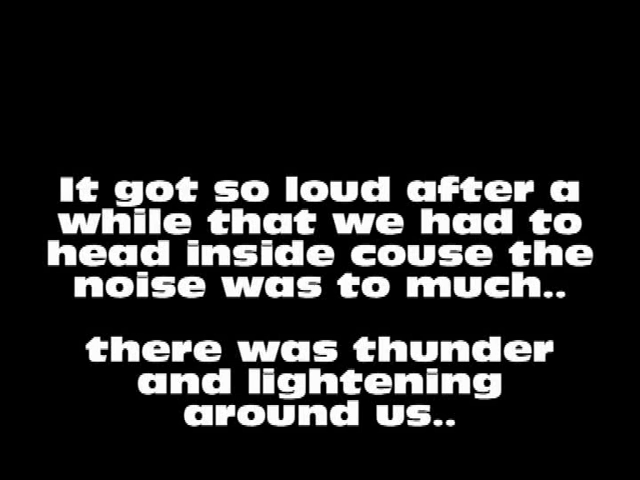 It got so loud after a
while that we had to
head inside couse the
noise was to much..
there was thunder
and lightening
around us..